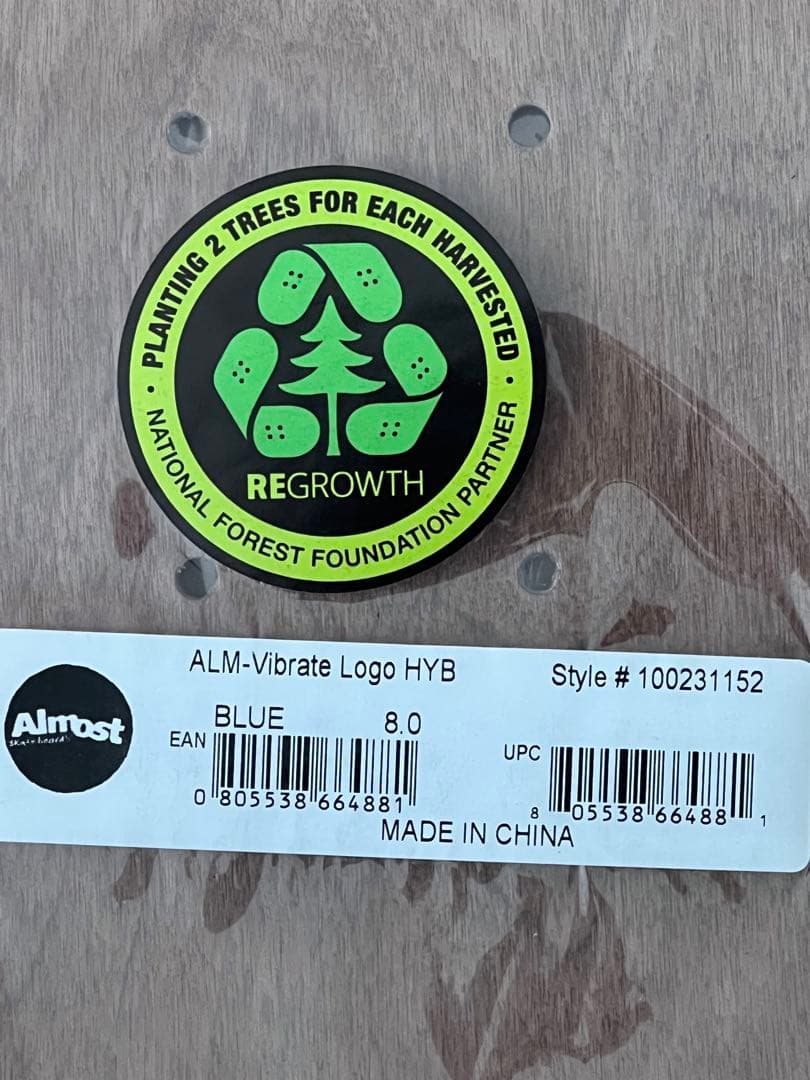 • PLANTING 2 TREES FOR EACH HARVESTED •
REGROWTH
NATIONAL FOREST FOUNDATION PARTNER
ALM-Vibrate Logo HYB
Style # 100231152
Almost
Skateboards
BLUE 8.0
EAN
0 805538 664881
UPC
8 05538 66488 1
MADE IN CHINA